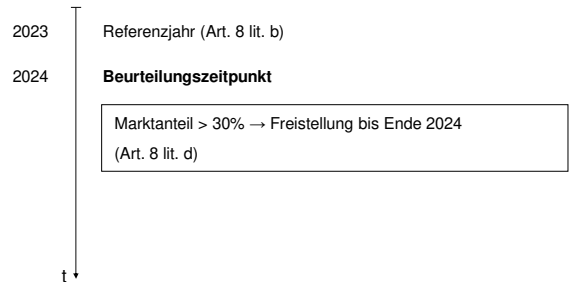 2023 Referenzjahr (Art. 8 lit. b)
2024 Beurteilungszeitpunkt
Marktanteil > 30% → Freistellung bis Ende 2024
(Art. 8 lit. d)
t